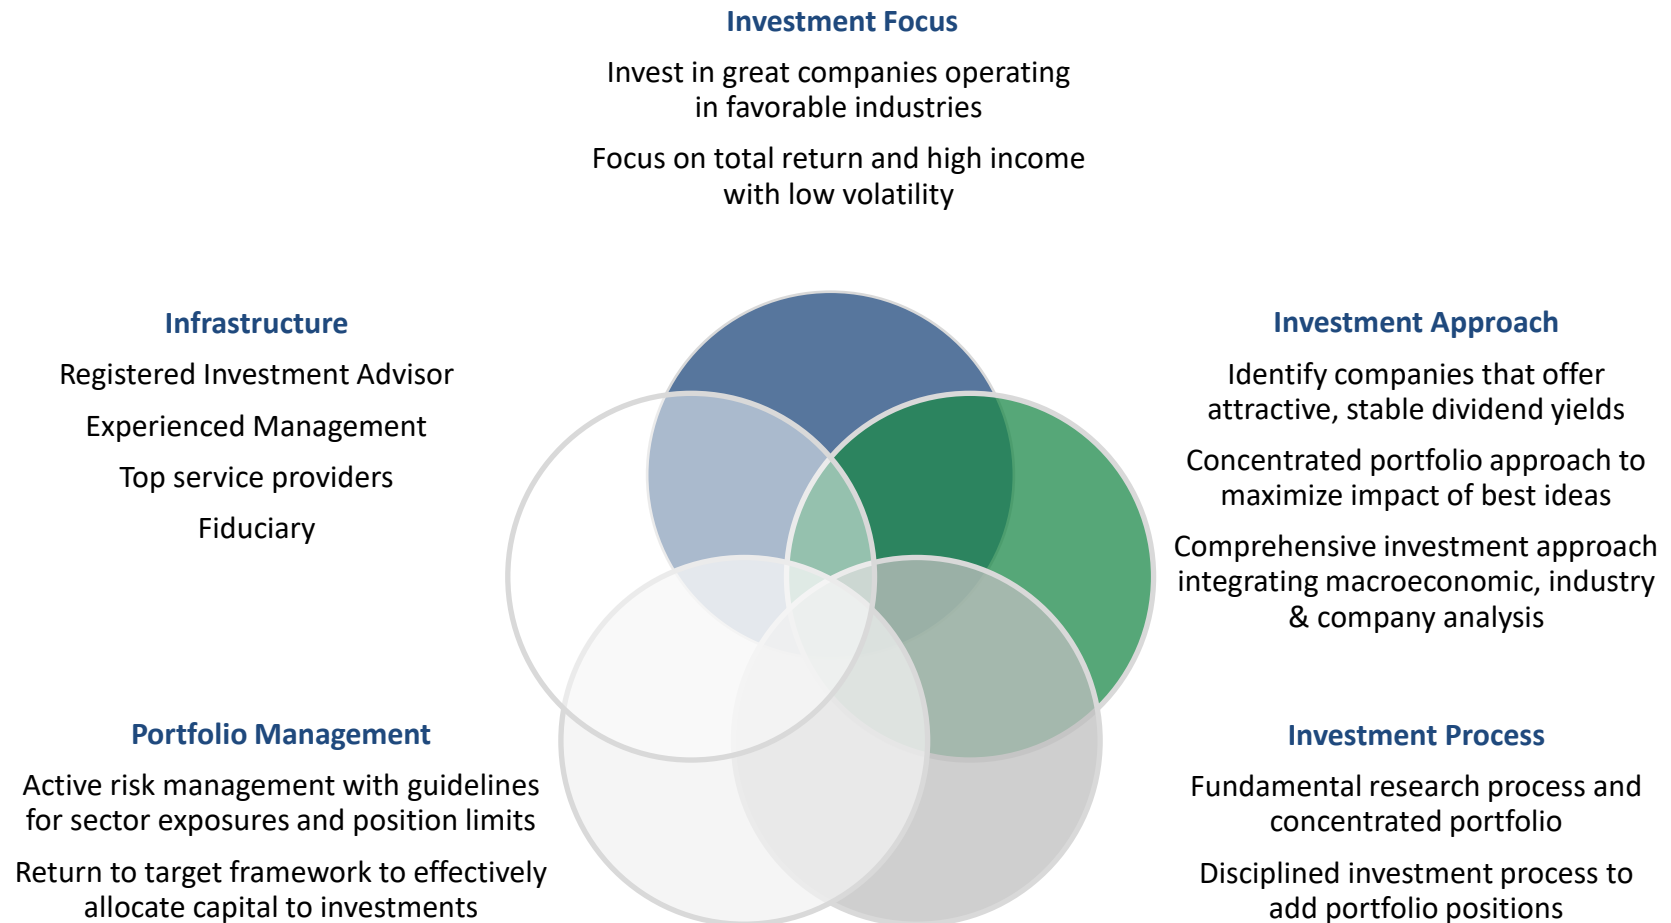 Investment Focus
Invest in great companies operating
in favorable industries
Focus on total return and high income
with low volatility
Infrastructure
Registered Investment Advisor
Experienced Management
Top service providers
Fiduciary
Investment Approach
Identify companies that offer
attractive, stable dividend yields
Concentrated portfolio approach to
maximize impact of best ideas
Comprehensive investment approach
integrating macroeconomic, industry
& company analysis
Portfolio Management
Active risk management with guidelines
for sector exposures and position limits
Return to target framework to effectively
allocate capital to investments
Investment Process
Fundamental research process and
concentrated portfolio
Disciplined investment process to
add portfolio positions